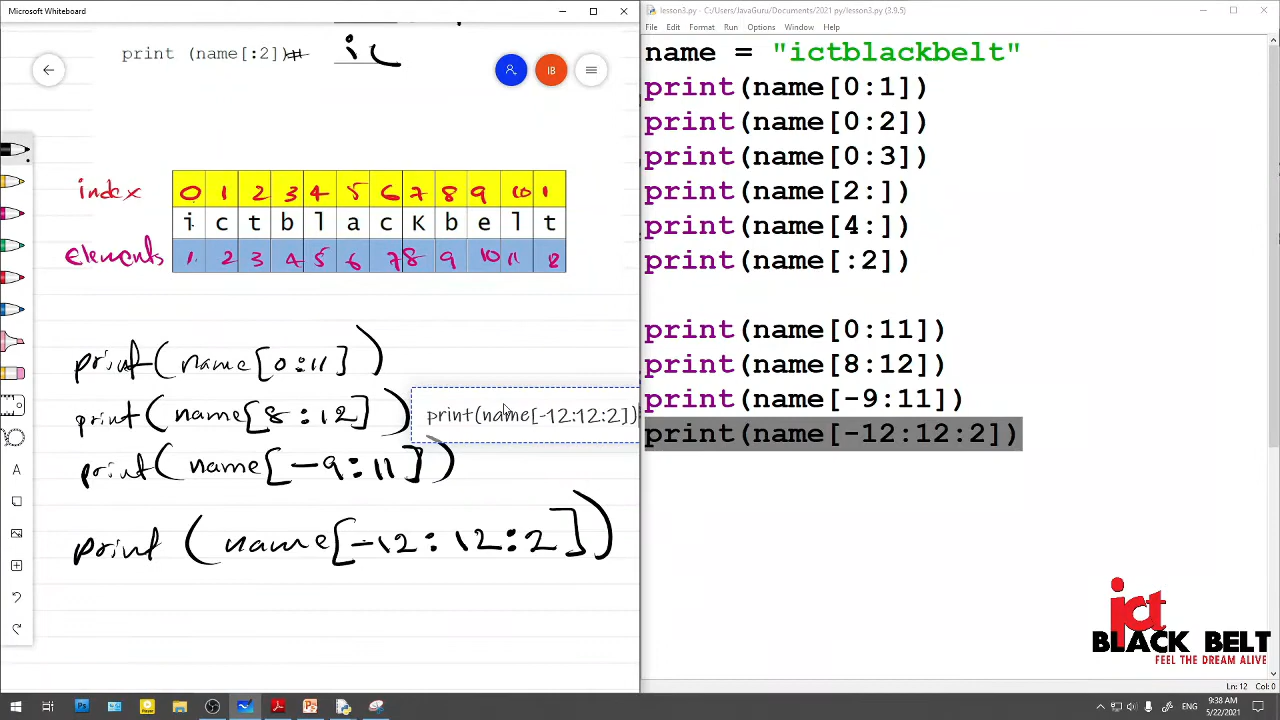 Microsoft Whiteboard
print (name[:2])# ic
IB
index 0 1 2 3 4 5 6 7 8 9 10 11
i c t b l a c k b e l t
Elements 1 2 3 4 5 6 7 8 9 10 11 12
print(name[0:11])
print(name[8:12])
print(name[-12:12:2])
print(name[-9:11])
print (name[-12:12:2])
lesson3.py - C:/Users/JavaGuru/Documents/2021 py/lesson3.py (3.9.5)
File Edit Format Run Options Window Help
name = "ictblackbelt"
print(name[0:1])
print(name[0:2])
print(name[0:3])
print(name[2:])
print(name[4:])
print(name[:2])
print(name[0:11])
print(name[8:12])
print(name[-9:11])
print(name[-12:12:2])
ict
BLACK BELT
FEEL THE DREAM ALIVE
Ln: 12 Col: 0
9:38 AM
5/22/2021